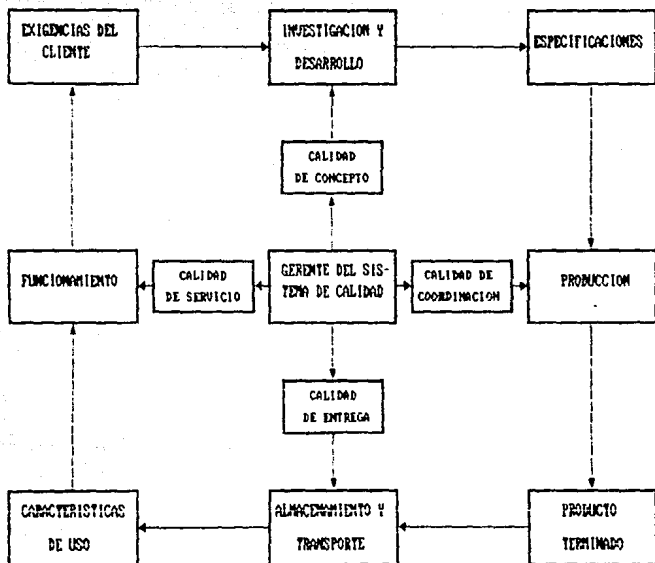 EXIGENCIAS DEL
CLIENTE
INVESTIGACION Y
DESARROLLO
ESPECIFICACIONES
CALIDAD
DE CONCEPTO
FUNCIONAMIENTO
CALIDAD
DE SERVICIO
GERENTE DEL SIS-
TEMA DE CALIDAD
CALIDAD DE
COORDINACION
PRODUCCION
CALIDAD
DE ENTREGA
CARACTERISTICAS
DE USO
ALMACENAMIENTO Y
TRANSPORTE
PRODUCTO
TERMINADO